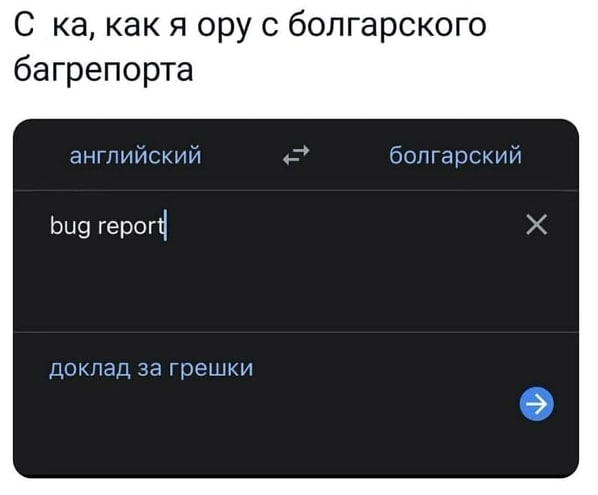 С ка, как я ору с болгарского
багрепорта
английский болгарский
bug report
доклад за грешки